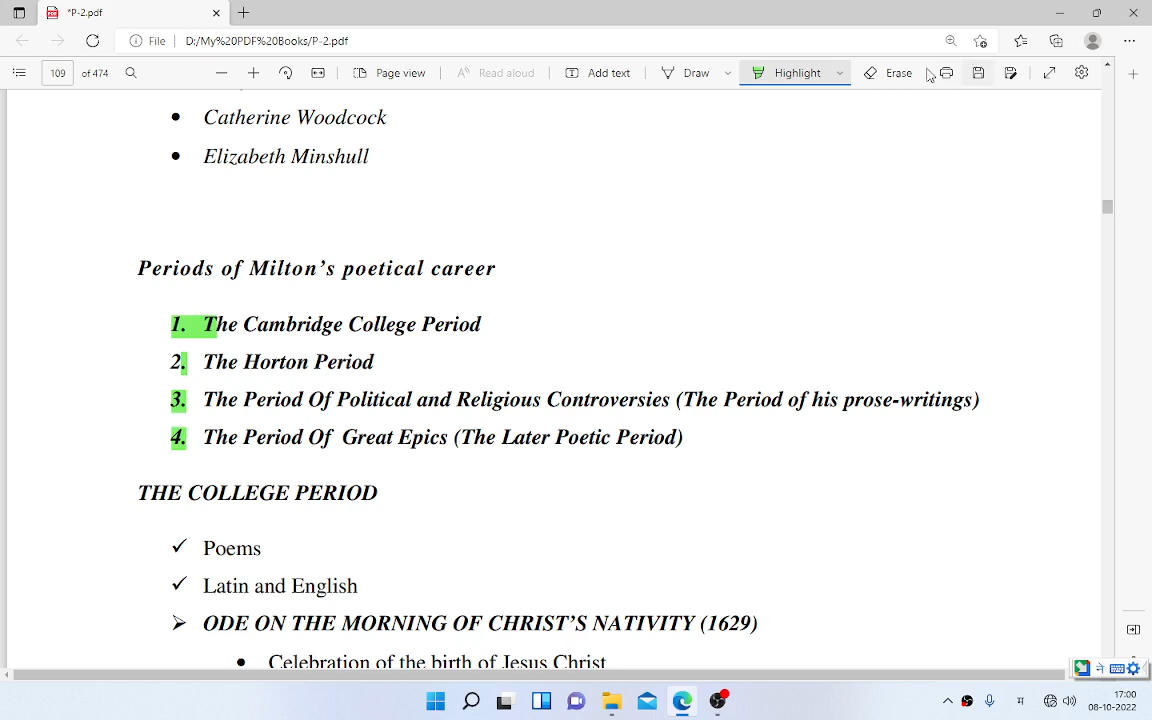 *P-2.pdf
File D:/My%20PDF%20Books/P-2.pdf
109 of 474 Page view Read aloud Add text Draw Highlight Erase
• Catherine Woodcock
• Elizabeth Minshull
Periods of Milton's poetical career
1. The Cambridge College Period
2. The Horton Period
3. The Period Of Political and Religious Controversies (The Period of his prose-writings)
4. The Period Of Great Epics (The Later Poetic Period)
THE COLLEGE PERIOD
✓ Poems
✓ Latin and English
➢ ODE ON THE MORNING OF CHRIST'S NATIVITY (1629)
• Celebration of the birth of Jesus Christ
17:00
08-10-2022